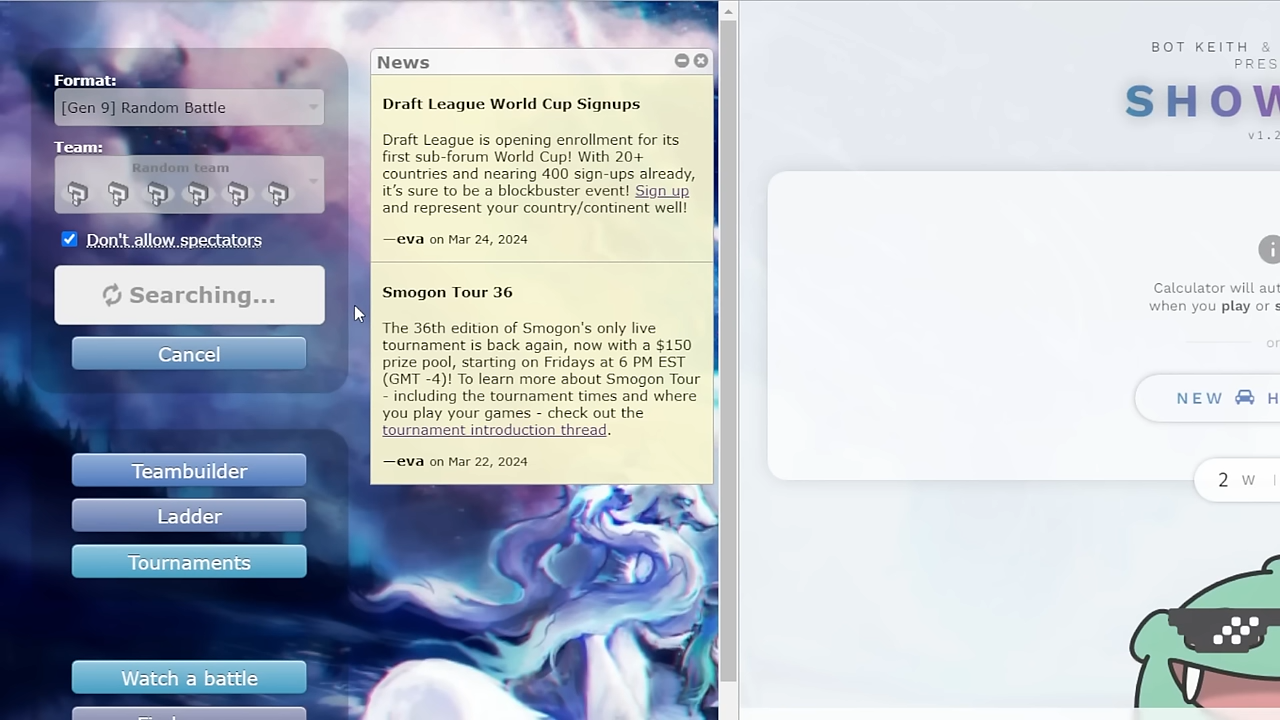 Format:
[Gen 9] Random Battle
Team:
Random team
Don't allow spectators
Searching...
Cancel
Teambuilder
Ladder
Tournaments
Watch a battle
News
Draft League World Cup Signups
Draft League is opening enrollment for its
first sub-forum World Cup! With 20+
countries and nearing 400 sign-ups already,
it's sure to be a blockbuster event! Sign up
and represent your country/continent well!
—eva on Mar 24, 2024
Smogon Tour 36
The 36th edition of Smogon's only live
tournament is back again, now with a $150
prize pool, starting on Fridays at 6 PM EST
(GMT -4)! To learn more about Smogon Tour
- including the tournament times and where
you play your games - check out the
tournament introduction thread.
—eva on Mar 22, 2024
BOT KEITH &
PRES
SHOW
v1.2
Calculator will aut
when you play or s
or
NEW H
2 W I